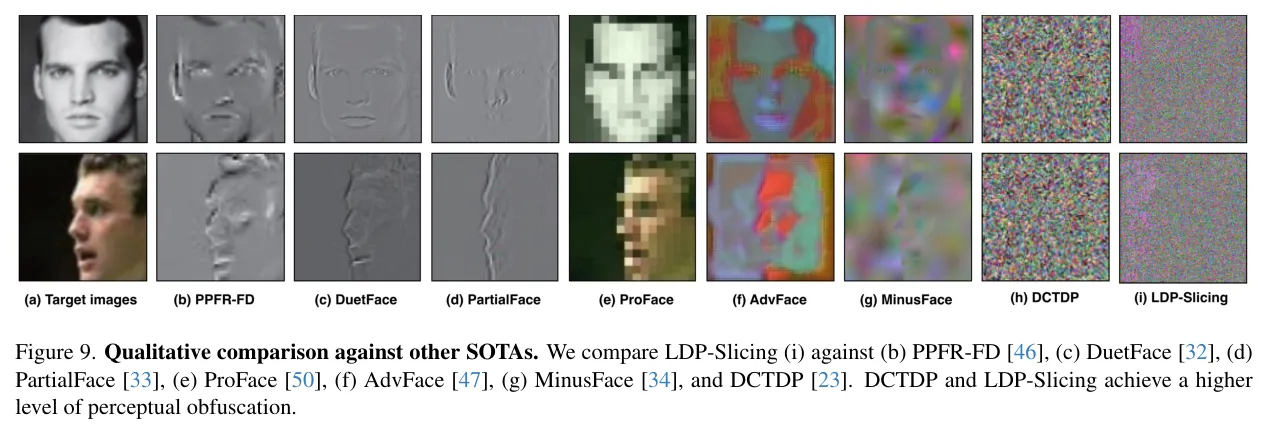 (a) Target images (b) PPFR-FD (c) DuetFace (d) PartialFace (e) ProFace (f) AdvFace (g) MinusFace (h) DCTDP (i) LDP-Slicing
Figure 9. Qualitative comparison against other SOTAs. We compare LDP-Slicing (i) against (b) PPFR-FD [46], (c) DuetFace [32], (d)
PartialFace [33], (e) ProFace [50], (f) AdvFace [47], (g) MinusFace [34], and DCTDP [23]. DCTDP and LDP-Slicing achieve a higher
level of perceptual obfuscation.